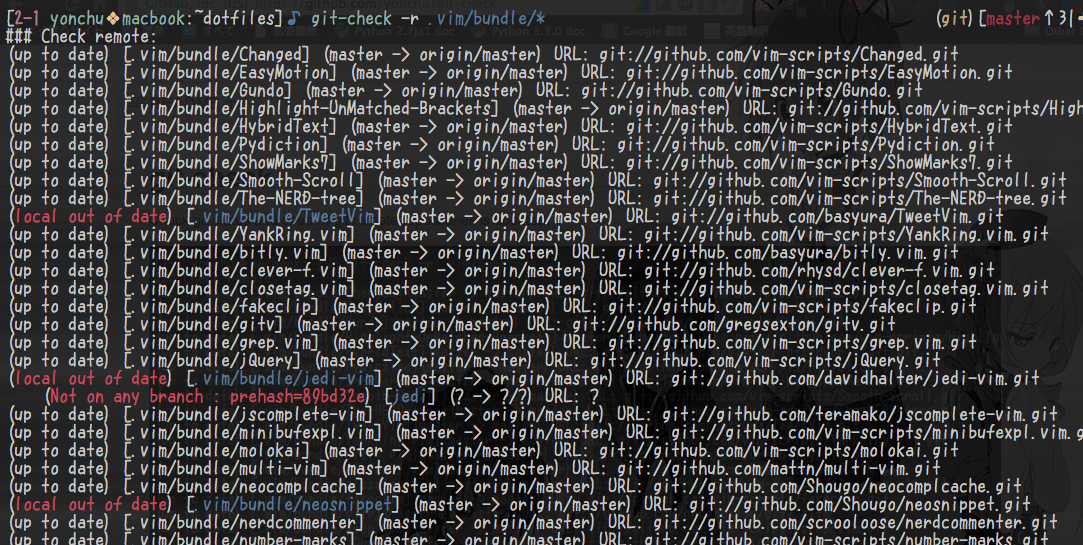 [2-1 yonchu❖macbook:~dotfiles]♪ git-check -r .vim/bundle/* (git)[master↑3|
### Check remote:
(up to date) [.vim/bundle/Changed] (master -> origin/master) URL: git://github.com/vim-scripts/Changed.git
(up to date) [.vim/bundle/EasyMotion] (master -> origin/master) URL: git://github.com/vim-scripts/EasyMotion.git
(up to date) [.vim/bundle/Gundo] (master -> origin/master) URL: git://github.com/vim-scripts/Gundo.git
(up to date) [.vim/bundle/Highlight-UnMatched-Brackets] (master -> origin/master) URL: git://github.com/vim-scripts/High
(up to date) [.vim/bundle/HybridText] (master -> origin/master) URL: git://github.com/vim-scripts/HybridText.git
(up to date) [.vim/bundle/Pydiction] (master -> origin/master) URL: git://github.com/vim-scripts/Pydiction.git
(up to date) [.vim/bundle/ShowMarks7] (master -> origin/master) URL: git://github.com/vim-scripts/ShowMarks7.git
(up to date) [.vim/bundle/Smooth-Scroll] (master -> origin/master) URL: git://github.com/vim-scripts/Smooth-Scroll.git
(up to date) [.vim/bundle/The-NERD-tree] (master -> origin/master) URL: git://github.com/vim-scripts/The-NERD-tree.git
(local out of date) [.vim/bundle/TweetVim] (master -> origin/master) URL: git://github.com/basyura/TweetVim.git
(up to date) [.vim/bundle/YankRing.vim] (master -> origin/master) URL: git://github.com/vim-scripts/YankRing.vim.git
(up to date) [.vim/bundle/bitly.vim] (master -> origin/master) URL: git://github.com/basyura/bitly.vim.git
(up to date) [.vim/bundle/clever-f.vim] (master -> origin/master) URL: git://github.com/rhysd/clever-f.vim.git
(up to date) [.vim/bundle/closetag.vim] (master -> origin/master) URL: git://github.com/vim-scripts/closetag.vim.git
(up to date) [.vim/bundle/fakeclip] (master -> origin/master) URL: git://github.com/vim-scripts/fakeclip.git
(up to date) [.vim/bundle/gitv] (master -> origin/master) URL: git://github.com/gregsexton/gitv.git
(up to date) [.vim/bundle/grep.vim] (master -> origin/master) URL: git://github.com/vim-scripts/grep.vim.git
(up to date) [.vim/bundle/jQuery] (master -> origin/master) URL: git://github.com/vim-scripts/jQuery.git
(local out of date) [.vim/bundle/jedi-vim] (master -> origin/master) URL: git://github.com/davidhalter/jedi-vim.git
(Not on any branch : prehash=89bd32e) [jedi] (? -> ?/?) URL: ?
(up to date) [.vim/bundle/jscomplete-vim] (master -> origin/master) URL: git://github.com/teramako/jscomplete-vim.git
(up to date) [.vim/bundle/minibufexpl.vim] (master -> origin/master) URL: git://github.com/vim-scripts/minibufexpl.vim.g
(up to date) [.vim/bundle/molokai] (master -> origin/master) URL: git://github.com/vim-scripts/molokai.git
(up to date) [.vim/bundle/multi-vim] (master -> origin/master) URL: git://github.com/mattn/multi-vim.git
(up to date) [.vim/bundle/neocomplcache] (master -> origin/master) URL: git://github.com/Shougo/neocomplcache.git
(local out of date) [.vim/bundle/neosnippet] (master -> origin/master) URL: git://github.com/Shougo/neosnippet.git
(up to date) [.vim/bundle/nerdcommenter] (master -> origin/master) URL: git://github.com/scrooloose/nerdcommenter.git
(up to date) [.vim/bundle/number-marks] (master -> origin/master) URL: git://github.com/vim-scripts/number-marks.git